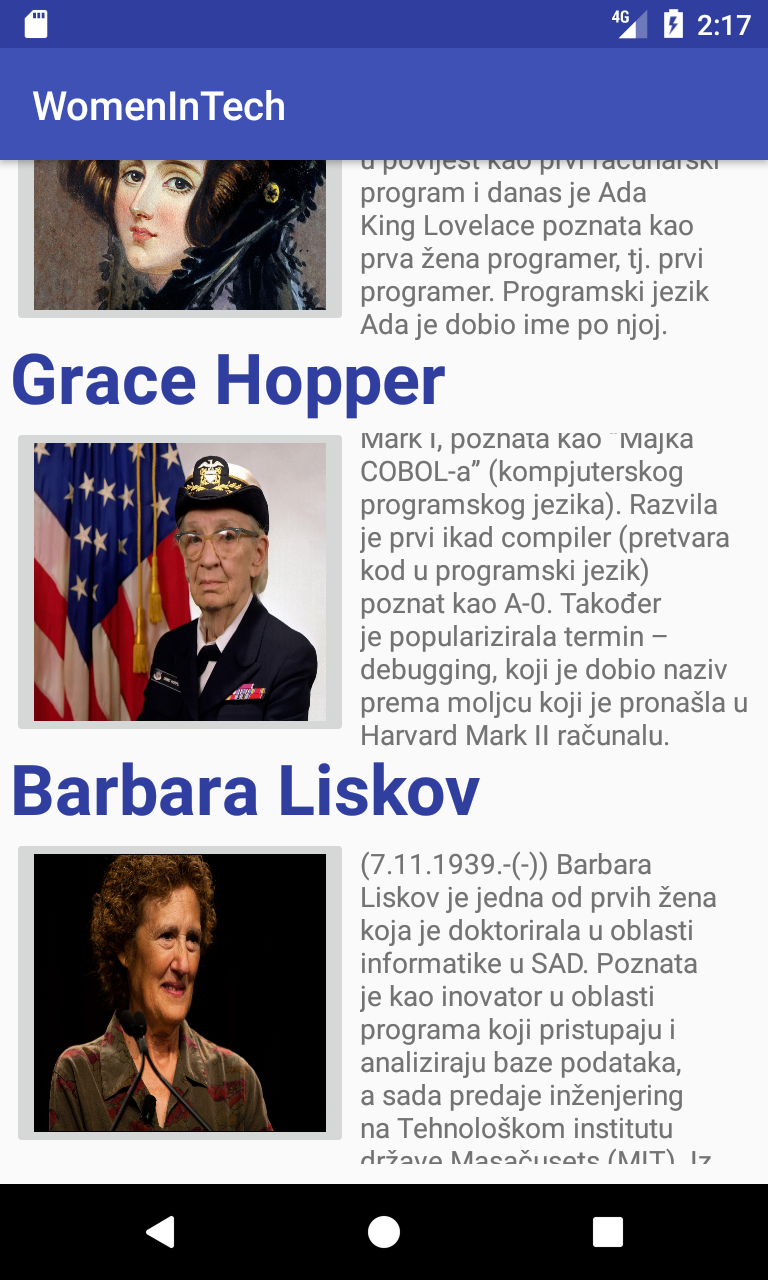 4G 2:17
WomenInTech
u povijest kao prvi računarski
program i danas je Ada
King Lovelace poznata kao
prva žena programer, tj. prvi
programer. Programski jezik
Ada je dobio ime po njoj.
Grace Hopper
Mark I, poznata kao “Majka
COBOL-a” (kompjuterskog
programskog jezika). Razvila
je prvi ikad compiler (pretvara
kod u programski jezik)
poznat kao A-0. Također
je popularizirala termin –
debugging, koji je dobio naziv
prema moljcu koji je pronašla u
Harvard Mark II računalu.
Barbara Liskov
(7.11.1939.-(-)) Barbara
Liskov je jedna od prvih žena
koja je doktorirala u oblasti
informatike u SAD. Poznata
je kao inovator u oblasti
programa koji pristupaju i
analiziraju baze podataka,
a sada predaje inženjering
na Tehnološkom institutu
države Masačusets (MIT). Iz